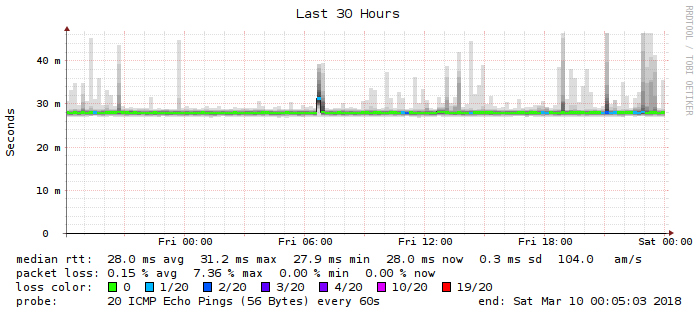 Last 30 Hours
RRDTOOL / TOBI OETIKER
Seconds
40 m
30 m
20 m
10 m
0
Fri 00:00 Fri 06:00 Fri 12:00 Fri 18:00 Sat 00:00
median rtt: 28.0 ms avg 31.2 ms max 27.9 ms min 28.0 ms now 0.3 ms sd 104.0 am/s
packet loss: 0.15 % avg 7.36 % max 0.00 % min 0.00 % now
loss color: 0 1/20 2/20 3/20 4/20 10/20 19/20
probe: 20 ICMP Echo Pings (56 Bytes) every 60s end: Sat Mar 10 00:05:03 2018